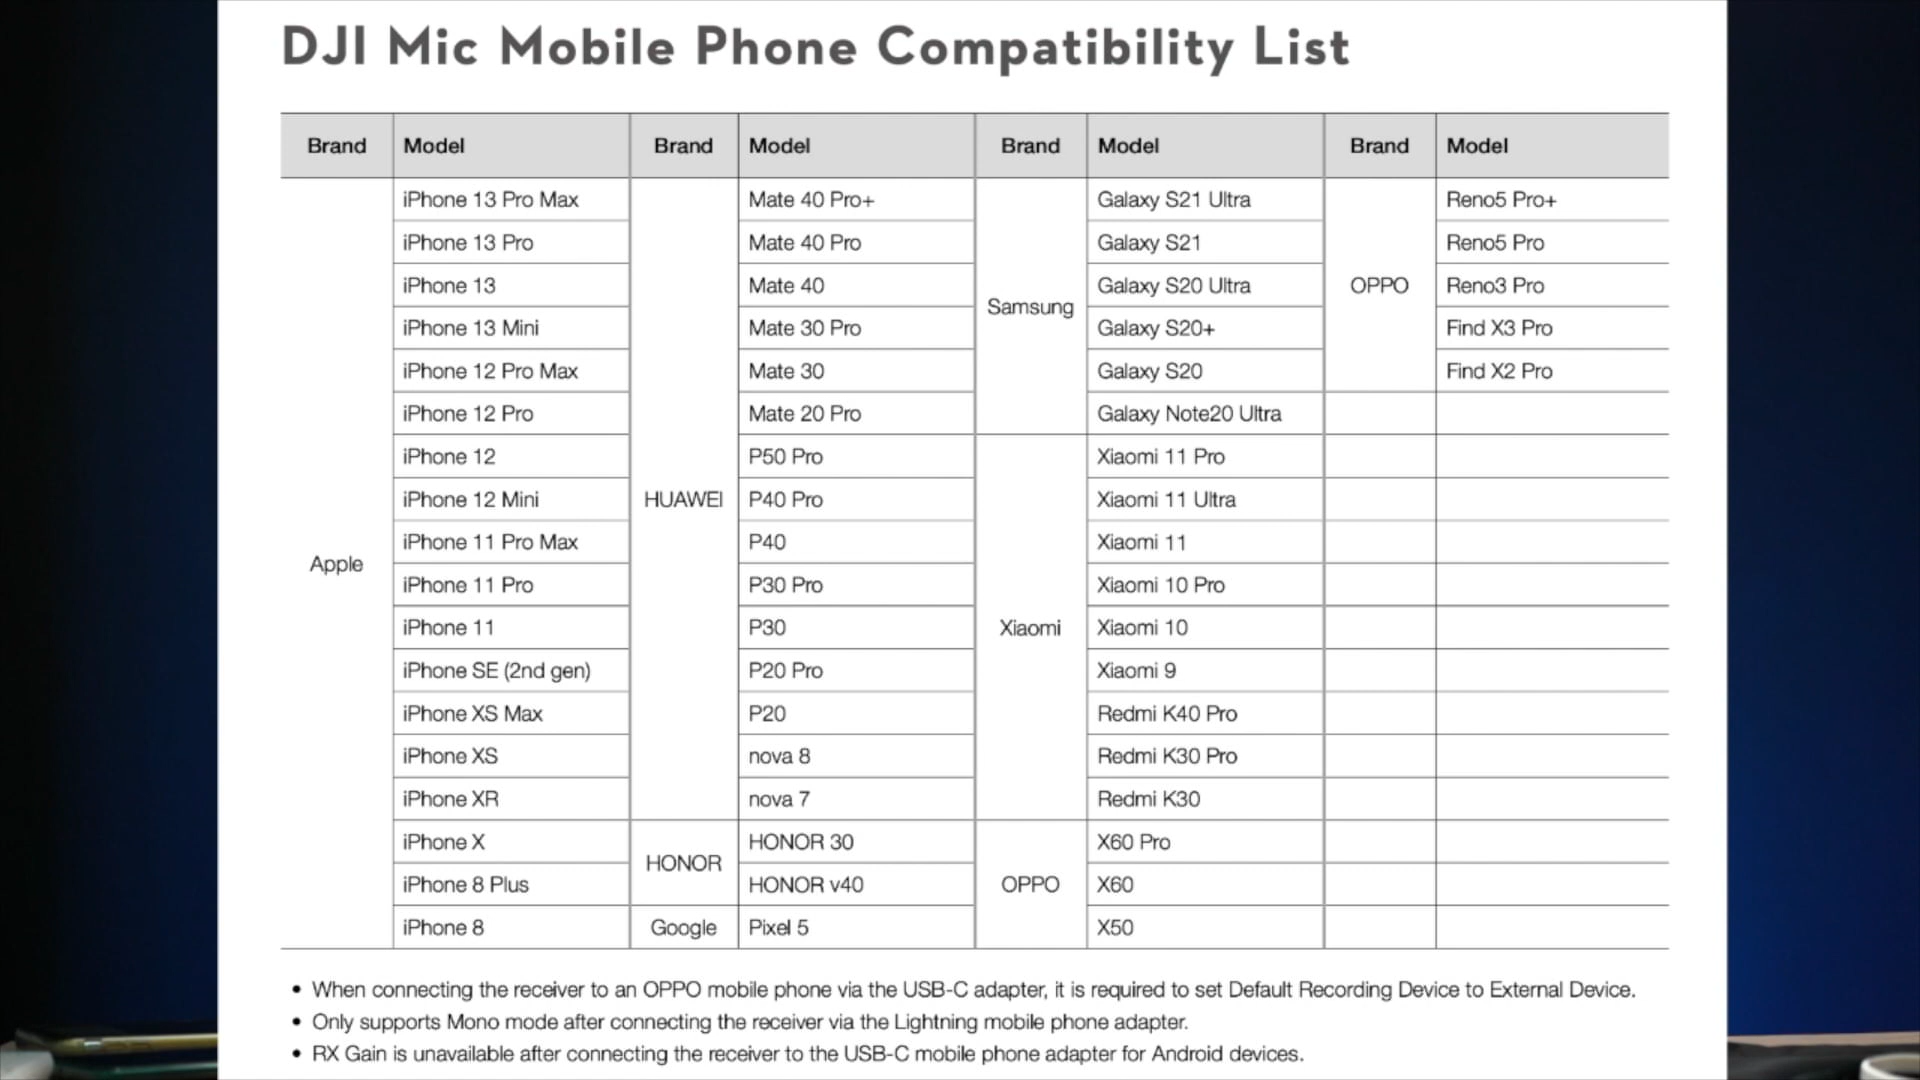 DJI Mic Mobile Phone Compatibility List
Brand Model Brand Model Brand Model Brand Model
iPhone 13 Pro Max Mate 40 Pro+ Galaxy S21 Ultra Reno5 Pro+
iPhone 13 Pro Mate 40 Pro Galaxy S21 Reno5 Pro
iPhone 13 Mate 40 Galaxy S20 Ultra OPPO Reno3 Pro
Samsung
iPhone 13 Mini Mate 30 Pro Galaxy S20+ Find X3 Pro
iPhone 12 Pro Max Mate 30 Galaxy S20 Find X2 Pro
iPhone 12 Pro Mate 20 Pro Galaxy Note20 Ultra
iPhone 12 P50 Pro Xiaomi 11 Pro
iPhone 12 Mini HUAWEI P40 Pro Xiaomi 11 Ultra
iPhone 11 Pro Max P40 Xiaomi 11
Apple
iPhone 11 Pro P30 Pro Xiaomi 10 Pro
iPhone 11 P30 Xiaomi Xiaomi 10
iPhone SE (2nd gen) P20 Pro Xiaomi 9
iPhone XS Max P20 Redmi K40 Pro
iPhone XS nova 8 Redmi K30 Pro
iPhone XR nova 7 Redmi K30
iPhone X HONOR 30 X60 Pro
HONOR
iPhone 8 Plus HONOR v40 OPPO X60
iPhone 8 Google Pixel 5 X50
• When connecting the receiver to an OPPO mobile phone via the USB-C adapter, it is required to set Default Recording Device to External Device.
• Only supports Mono mode after connecting the receiver via the Lightning mobile phone adapter.
• RX Gain is unavailable after connecting the receiver to the USB-C mobile phone adapter for Android devices.